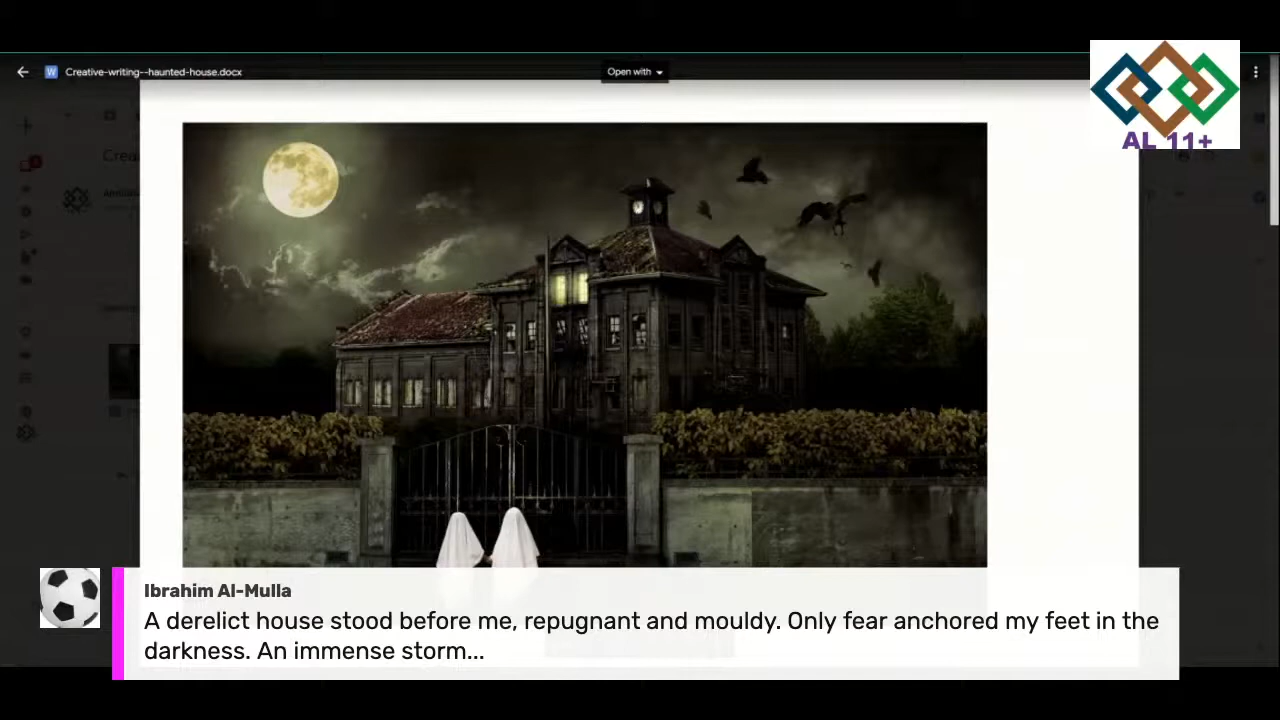 Creative-writing--haunted-house.docx
Open with
AL 11+
Ibrahim Al-Mulla
A derelict house stood before me, repugnant and mouldy. Only fear anchored my feet in the
darkness. An immense storm...